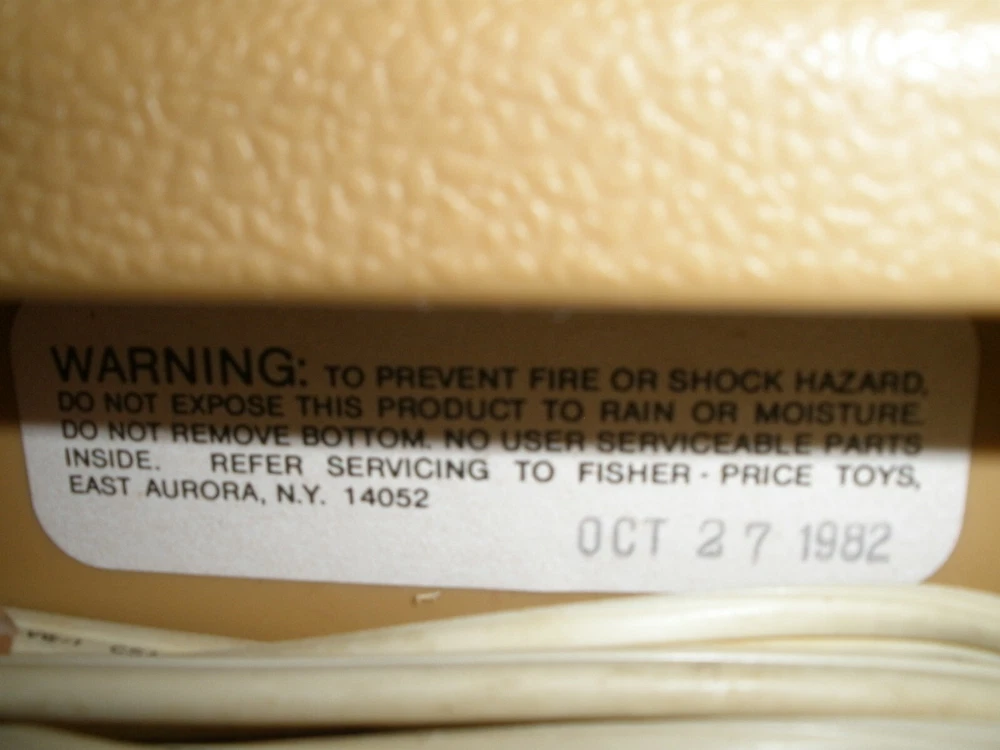 WARNING: TO PREVENT FIRE OR SHOCK HAZARD,
DO NOT EXPOSE THIS PRODUCT TO RAIN OR MOISTURE.
DO NOT REMOVE BOTTOM. NO USER SERVICEABLE PARTS
INSIDE. REFER SERVICING TO FISHER-PRICE TOYS,
EAST AURORA, N.Y. 14052
OCT 27 1982